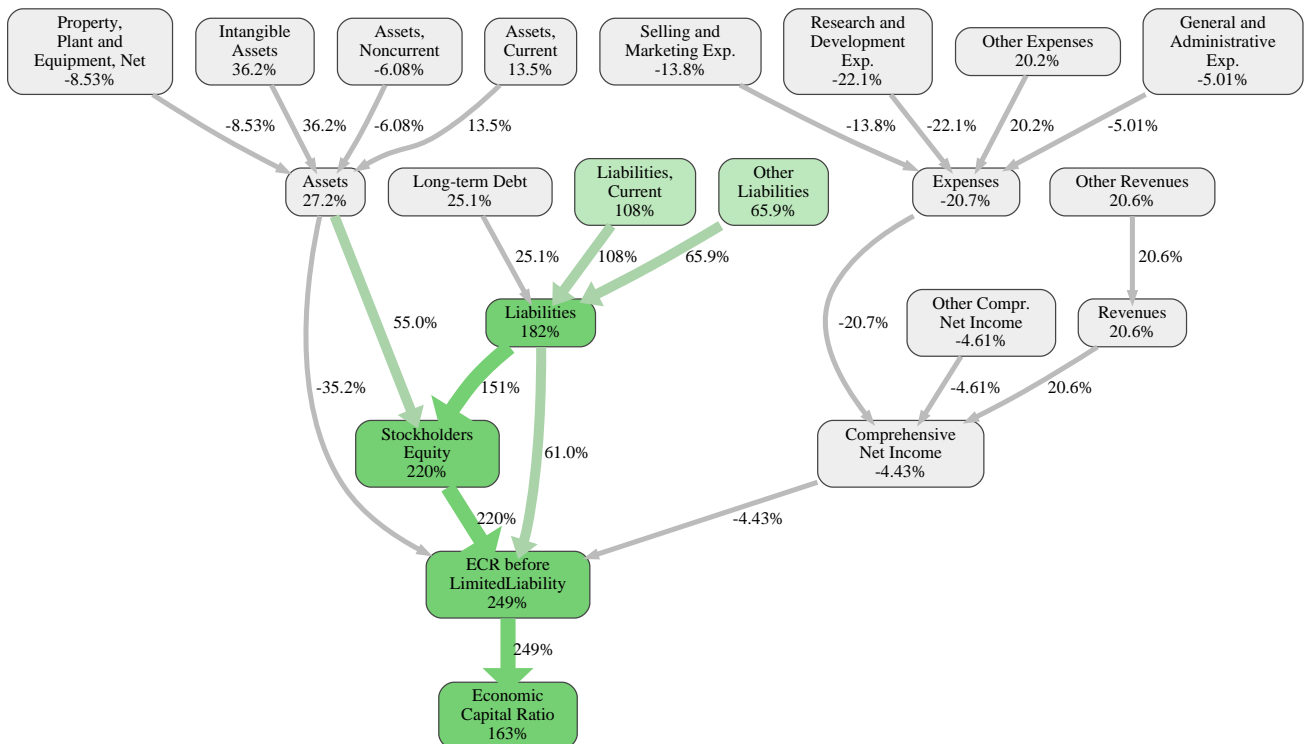 Property,
Plant and
Equipment, Net
-8.53%
Intangible
Assets
36.2%
Assets,
Noncurrent
-6.08%
Assets,
Current
13.5%
Selling and
Marketing Exp.
-13.8%
Research and
Development
Exp.
-22.1%
Other Expenses
20.2%
General and
Administrative
Exp.
-5.01%
-8.53%
36.2%
-6.08%
13.5%
-13.8%
-22.1%
20.2%
-5.01%
Assets
27.2%
Long-term Debt
25.1%
Liabilities,
Current
108%
Other
Liabilities
65.9%
Expenses
-20.7%
Other Revenues
20.6%
25.1%
108%
65.9%
20.6%
Liabilities
182%
Other Compr.
Net Income
-4.61%
Revenues
20.6%
55.0%
-20.7%
-35.2%
151%
-4.61%
20.6%
Stockholders
Equity
220%
61.0%
Comprehensive
Net Income
-4.43%
220%
-4.43%
ECR before
LimitedLiability
249%
249%
Economic
Capital Ratio
163%